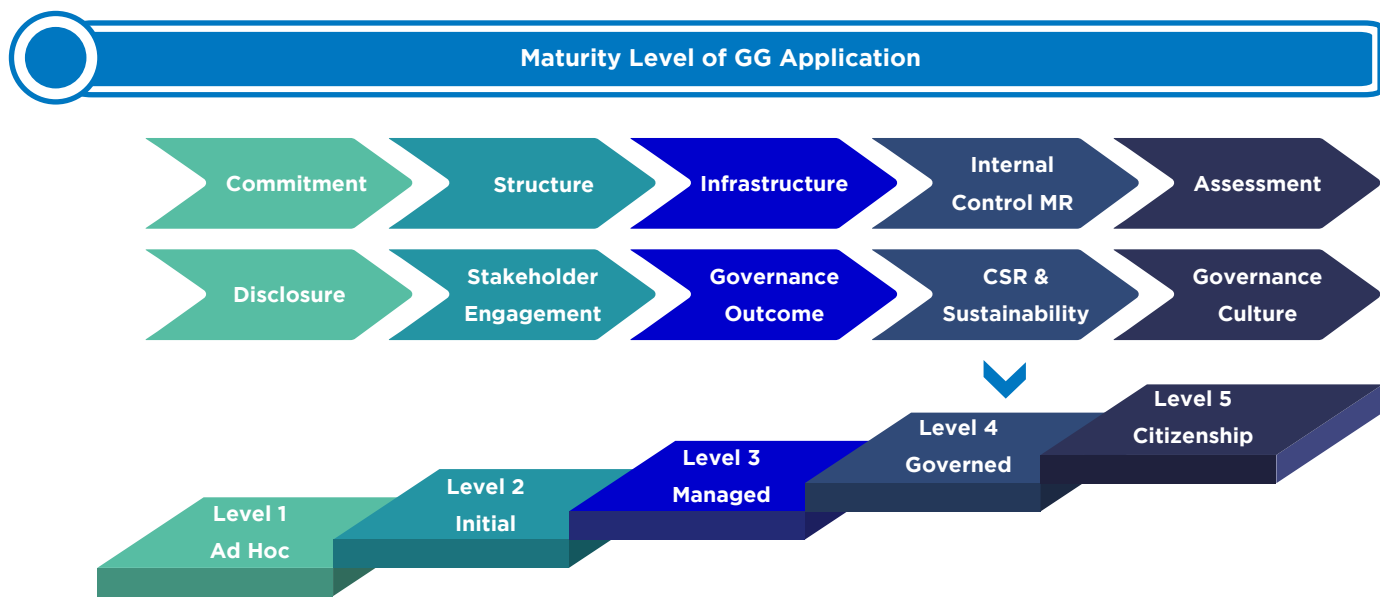 Maturity Level of GG Application
Commitment
Structure
Infrastructure
Internal
Control MR
Assessment
Disclosure
Stakeholder
Engagement
Governance
Outcome
CSR &
Sustainability
Governance
Culture
Level 1
Ad Hoc
Level 2
Initial
Level 3
Managed
Level 4
Governed
Level 5
Citizenship